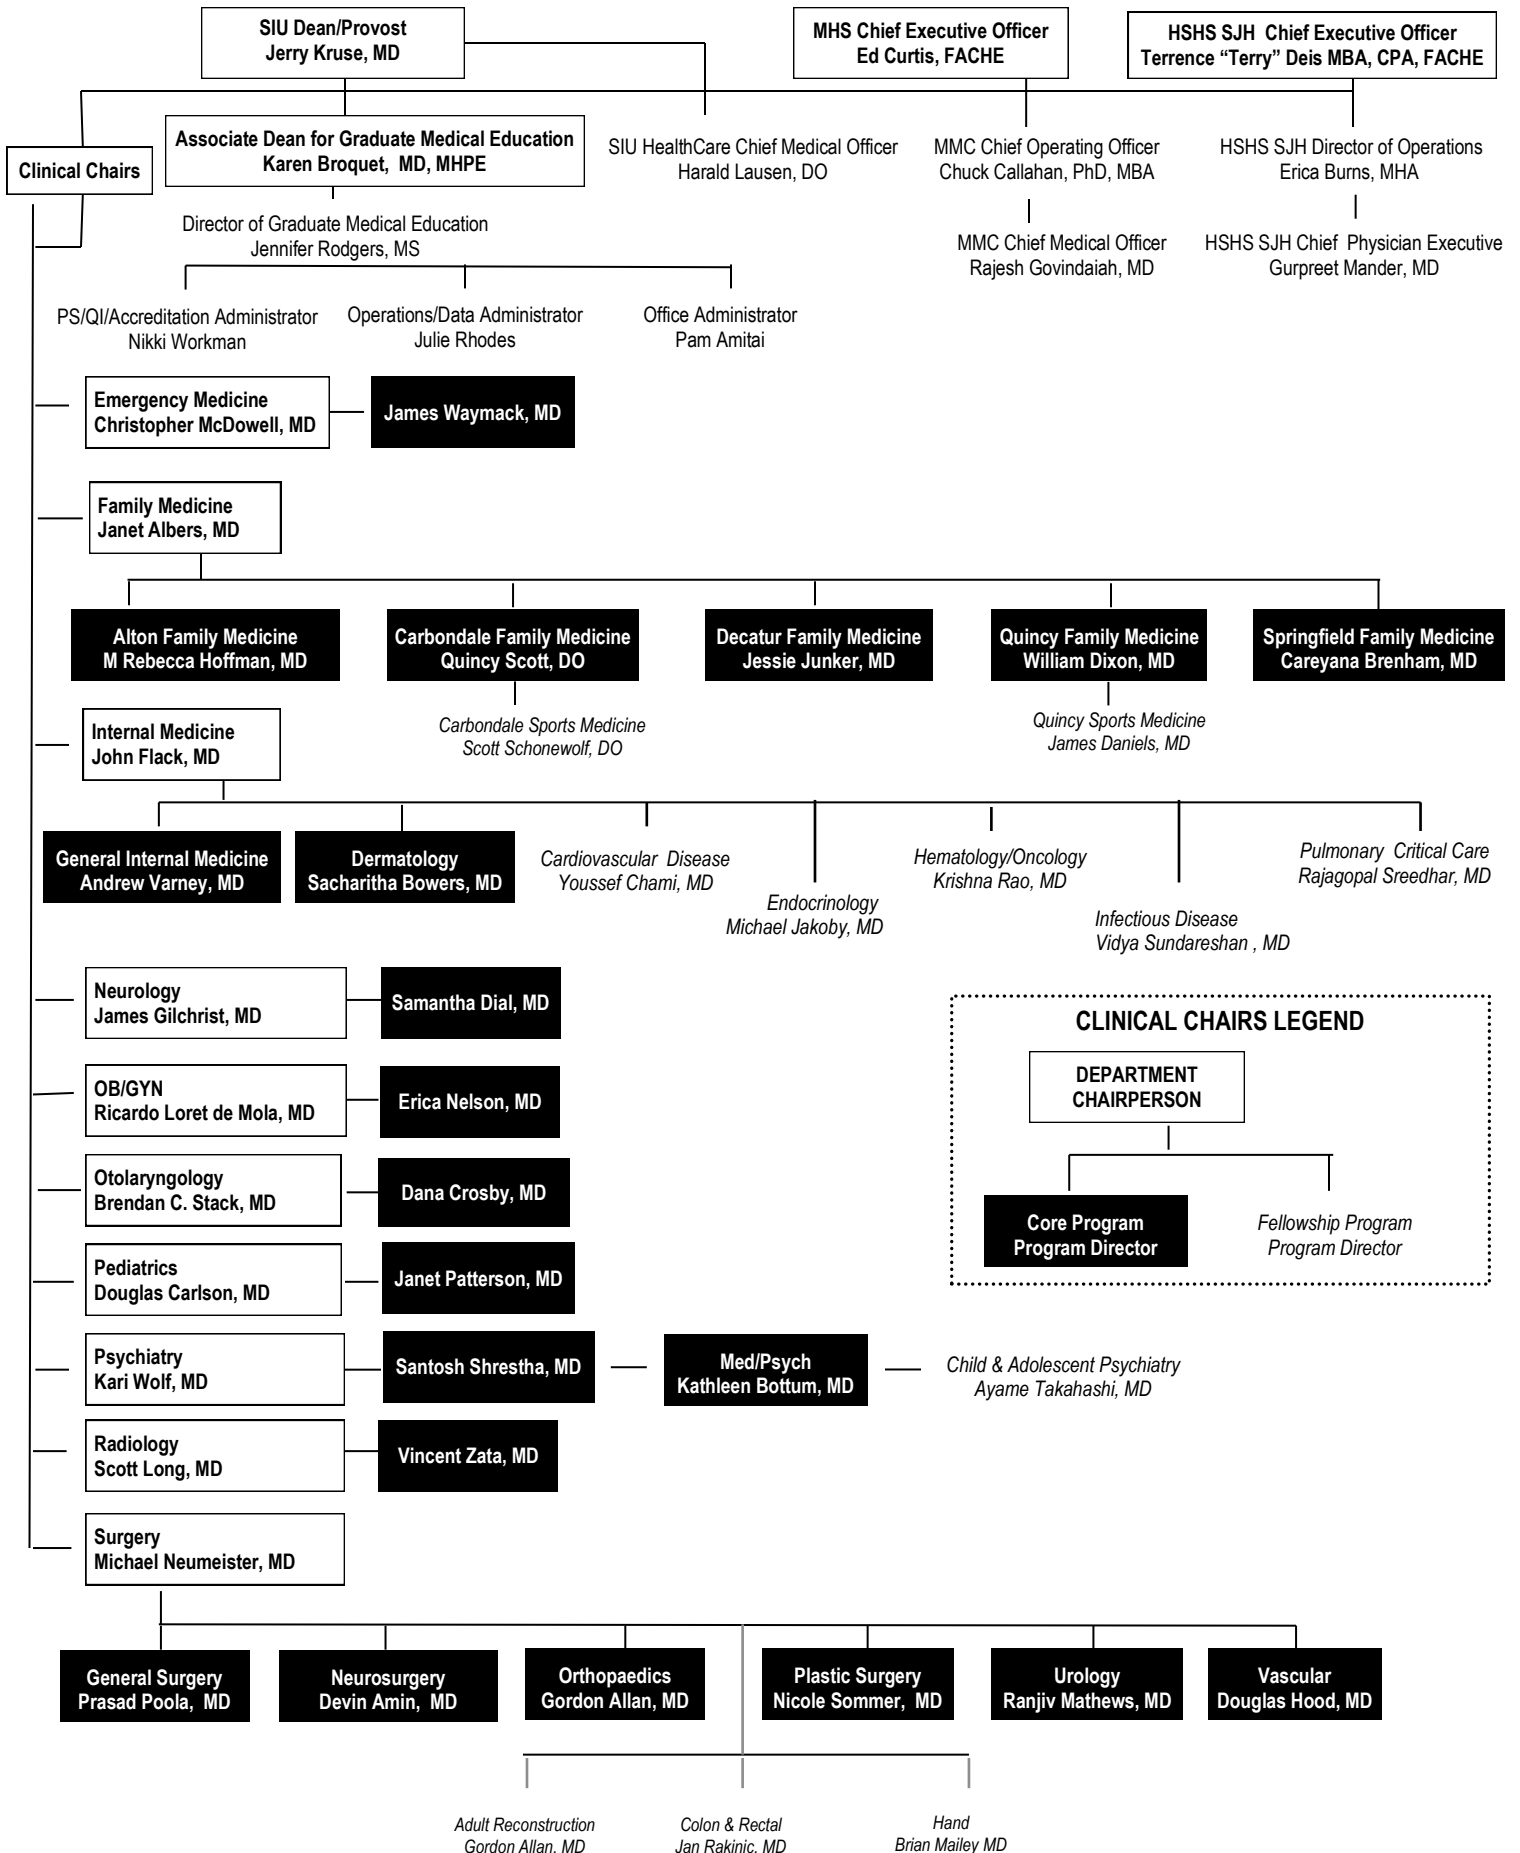 SIU Dean/Provost
Jerry Kruse, MD
MHS Chief Executive Officer
Ed Curtis, FACHE
HSHS SJH Chief Executive Officer
Terrence “Terry” Deis MBA, CPA, FACHE
Clinical Chairs
Associate Dean for Graduate Medical Education
Karen Broquet, MD, MHPE
SIU HealthCare Chief Medical Officer
Harald Lausen, DO
MMC Chief Operating Officer
Chuck Callahan, PhD, MBA
HSHS SJH Director of Operations
Erica Burns, MHA
Director of Graduate Medical Education
Jennifer Rodgers, MS
MMC Chief Medical Officer
Rajesh Govindaiah, MD
HSHS SJH Chief Physician Executive
Gurpreet Mander, MD
PS/QI/Accreditation Administrator
Nikki Workman
Operations/Data Administrator
Julie Rhodes
Office Administrator
Pam Amitai
Emergency Medicine
Christopher McDowell, MD
James Waymack, MD
Family Medicine
Janet Albers, MD
Alton Family Medicine
M Rebecca Hoffman, MD
Carbondale Family Medicine
Quincy Scott, DO
Decatur Family Medicine
Jessie Junker, MD
Quincy Family Medicine
William Dixon, MD
Springfield Family Medicine
Careyana Brenham, MD
Carbondale Sports Medicine
Scott Schonewolf, DO
Quincy Sports Medicine
James Daniels, MD
Internal Medicine
John Flack, MD
General Internal Medicine
Andrew Varney, MD
Dermatology
Sacharitha Bowers, MD
Cardiovascular Disease
Youssef Chami, MD
Endocrinology
Michael Jakoby, MD
Hematology/Oncology
Krishna Rao, MD
Infectious Disease
Vidya Sundareshan , MD
Pulmonary Critical Care
Rajagopal Sreedhar, MD
Neurology
James Gilchrist, MD
Samantha Dial, MD
OB/GYN
Ricardo Loret de Mola, MD
Erica Nelson, MD
Otolaryngology
Brendan C. Stack, MD
Dana Crosby, MD
Pediatrics
Douglas Carlson, MD
Janet Patterson, MD
CLINICAL CHAIRS LEGEND
DEPARTMENT
CHAIRPERSON
Core Program
Program Director
Fellowship Program
Program Director
Psychiatry
Kari Wolf, MD
Santosh Shrestha, MD
Med/Psych
Kathleen Bottum, MD
Child & Adolescent Psychiatry
Ayame Takahashi, MD
Radiology
Scott Long, MD
Vincent Zata, MD
Surgery
Michael Neumeister, MD
General Surgery
Prasad Poola, MD
Neurosurgery
Devin Amin, MD
Orthopaedics
Gordon Allan, MD
Plastic Surgery
Nicole Sommer, MD
Urology
Ranjiv Mathews, MD
Vascular
Douglas Hood, MD
Adult Reconstruction
Gordon Allan, MD
Colon & Rectal
Jan Rakinic, MD
Hand
Brian Mailey MD